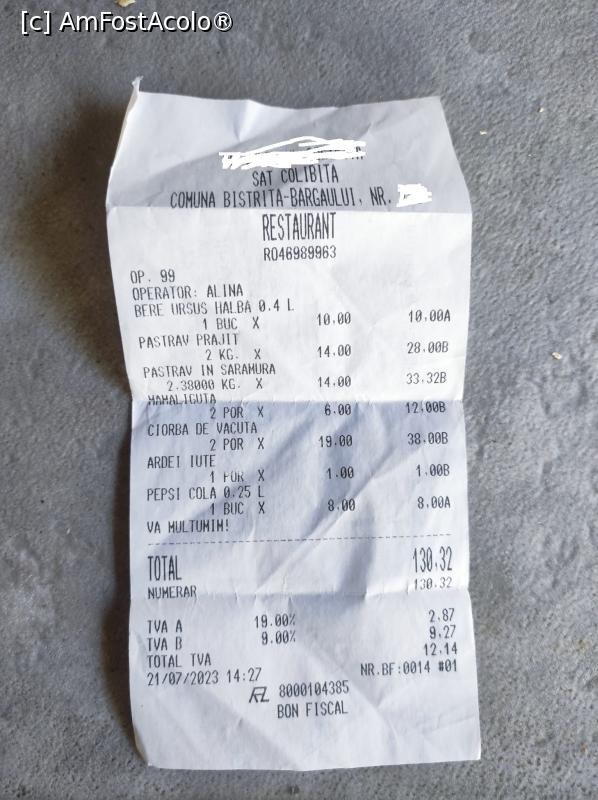 [c] AmFostAcolo®
SAT COLIBITA
COMUNA BISTRITA-BARGAULUI, NR.
RESTAURANT
RO46989963
OP. 99
OPERATOR: ALINA
BERE URSUS HALBA 0.4 L
1 BUC X 10.00 10.00A
PASTRAV PRAJIT
2 KG. X 14.00 28.00B
PASTRAV IN SARAMURA
2.38000 KG. X 14.00 33.32B
MAMALIGUTA
2 POR X 6.00 12.00B
CIORBA DE VACUTA
2 POR X 19.00 38.00B
ARDEI IUTE
1 POR X 1.00 1.00B
PEPSI COLA 0.25 L
1 BUC X 8.00 8.00A
VA MULTUMIM!
TOTAL 130.32
NUMERAR 130.32
TVA A 19.00% 2.87
TVA B 9.00% 9.27
TOTAL TVA 12.14
21/07/2023 14:27 NR.BF:0014 #01
8000104385
BON FISCAL